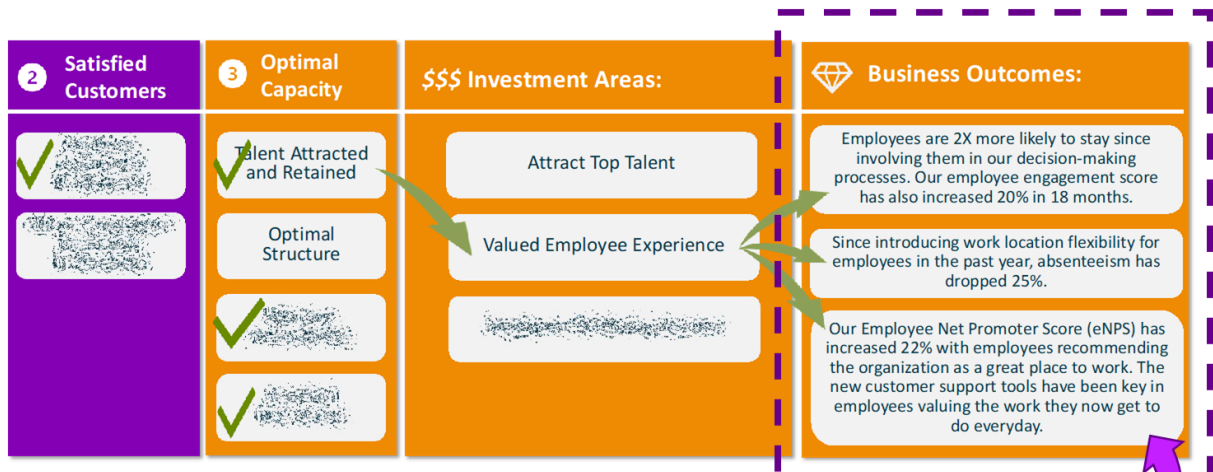 2
Satisfied
Customers
3
Optimal
Capacity
$$$ Investment Areas:
Business Outcomes:
Talent Attracted
and Retained
Optimal
Structure
Attract Top Talent
Valued Employee Experience
Employees are 2X more likely to stay since
involving them in our decision-making
processes. Our employee engagement score
has also increased 20% in 18 months.
Since introducing work location flexibility for
employees in the past year, absenteeism has
dropped 25%.
Our Employee Net Promoter Score (eNPS) has
increased 22% with employees recommending
the organization as a great place to work. The
new customer support tools have been key in
employees valuing the work they now get to
do everyday.